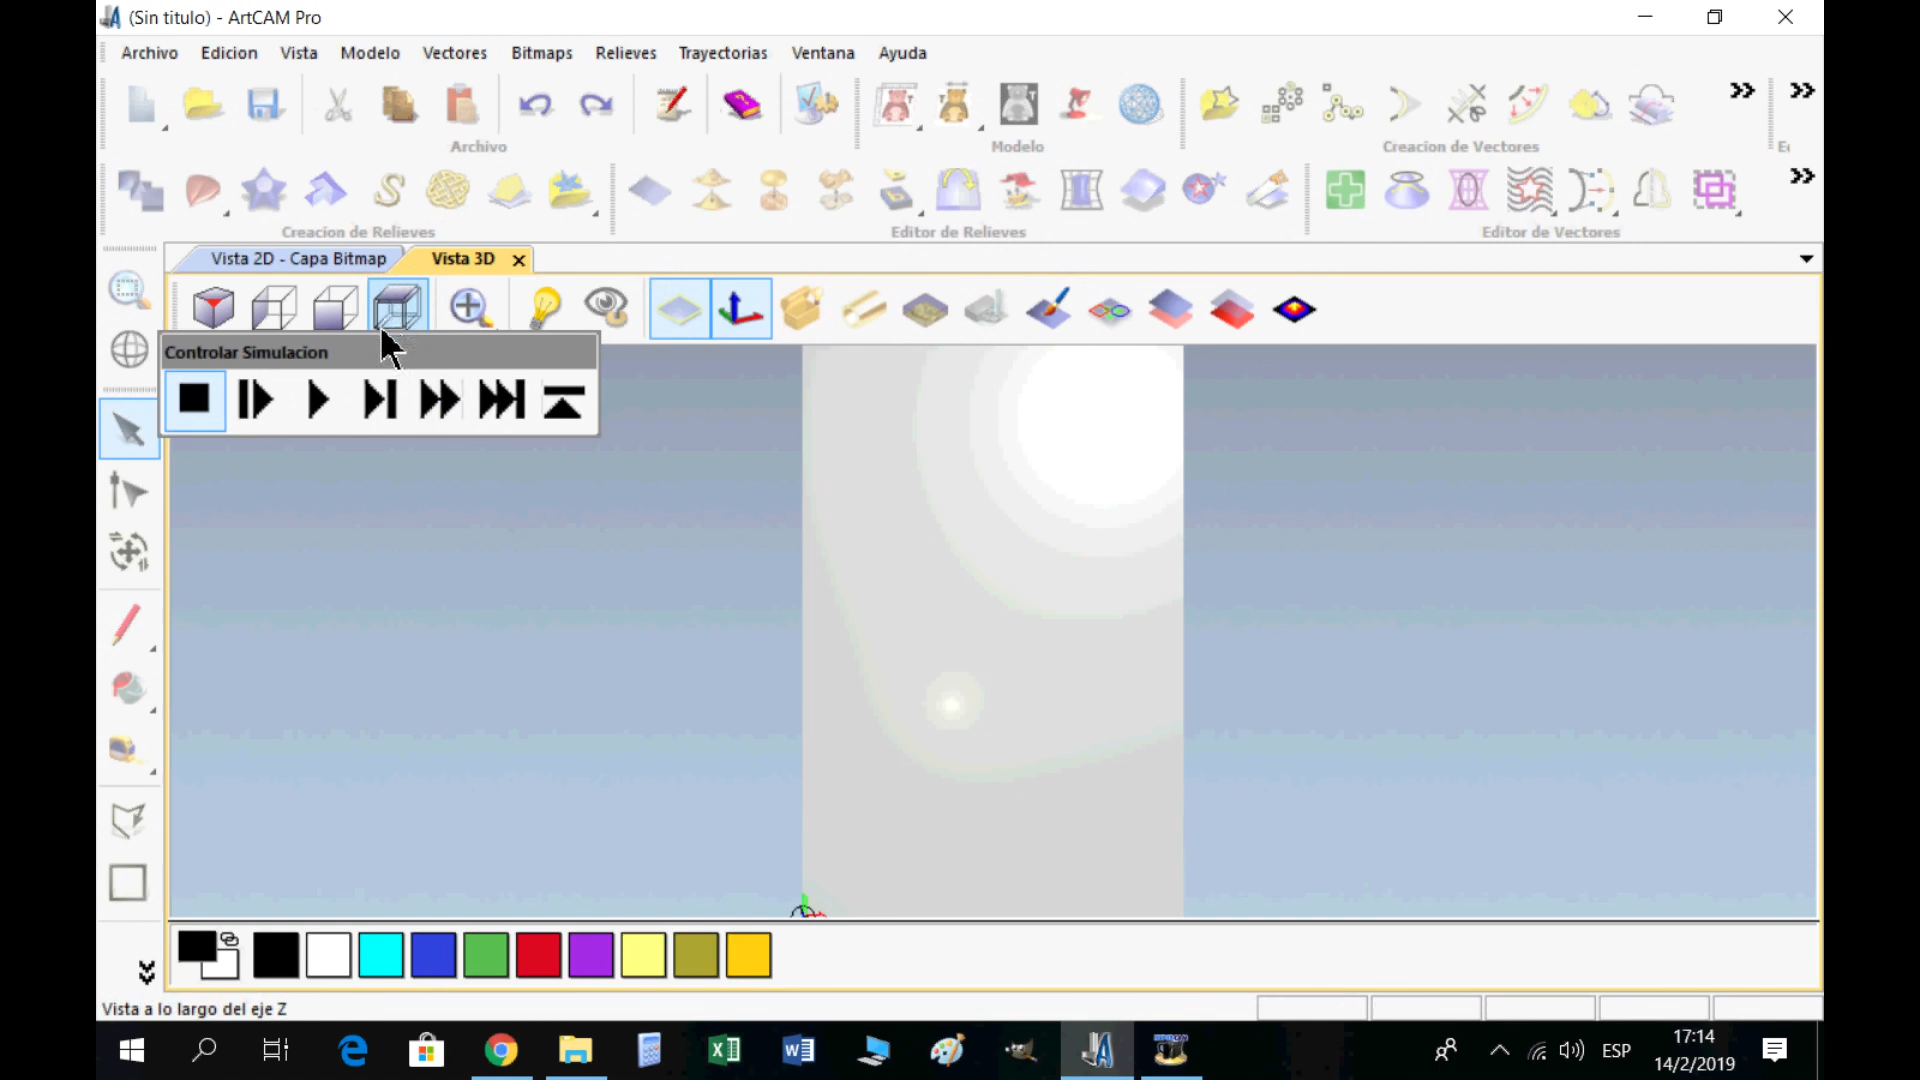 (Sin titulo) - ArtCAM Pro
Archivo Edicion Vista Modelo Vectores Bitmaps Relieves Trayectorias Ventana Ayuda
Archivo Modelo Creacion de Vectores
Creacion de Relieves Editor de Relieves Editor de Vectores
Vista 2D - Capa Bitmap Vista 3D
Controlar Simulacion
Vista a lo largo del eje Z
ESP
17:14
14/2/2019